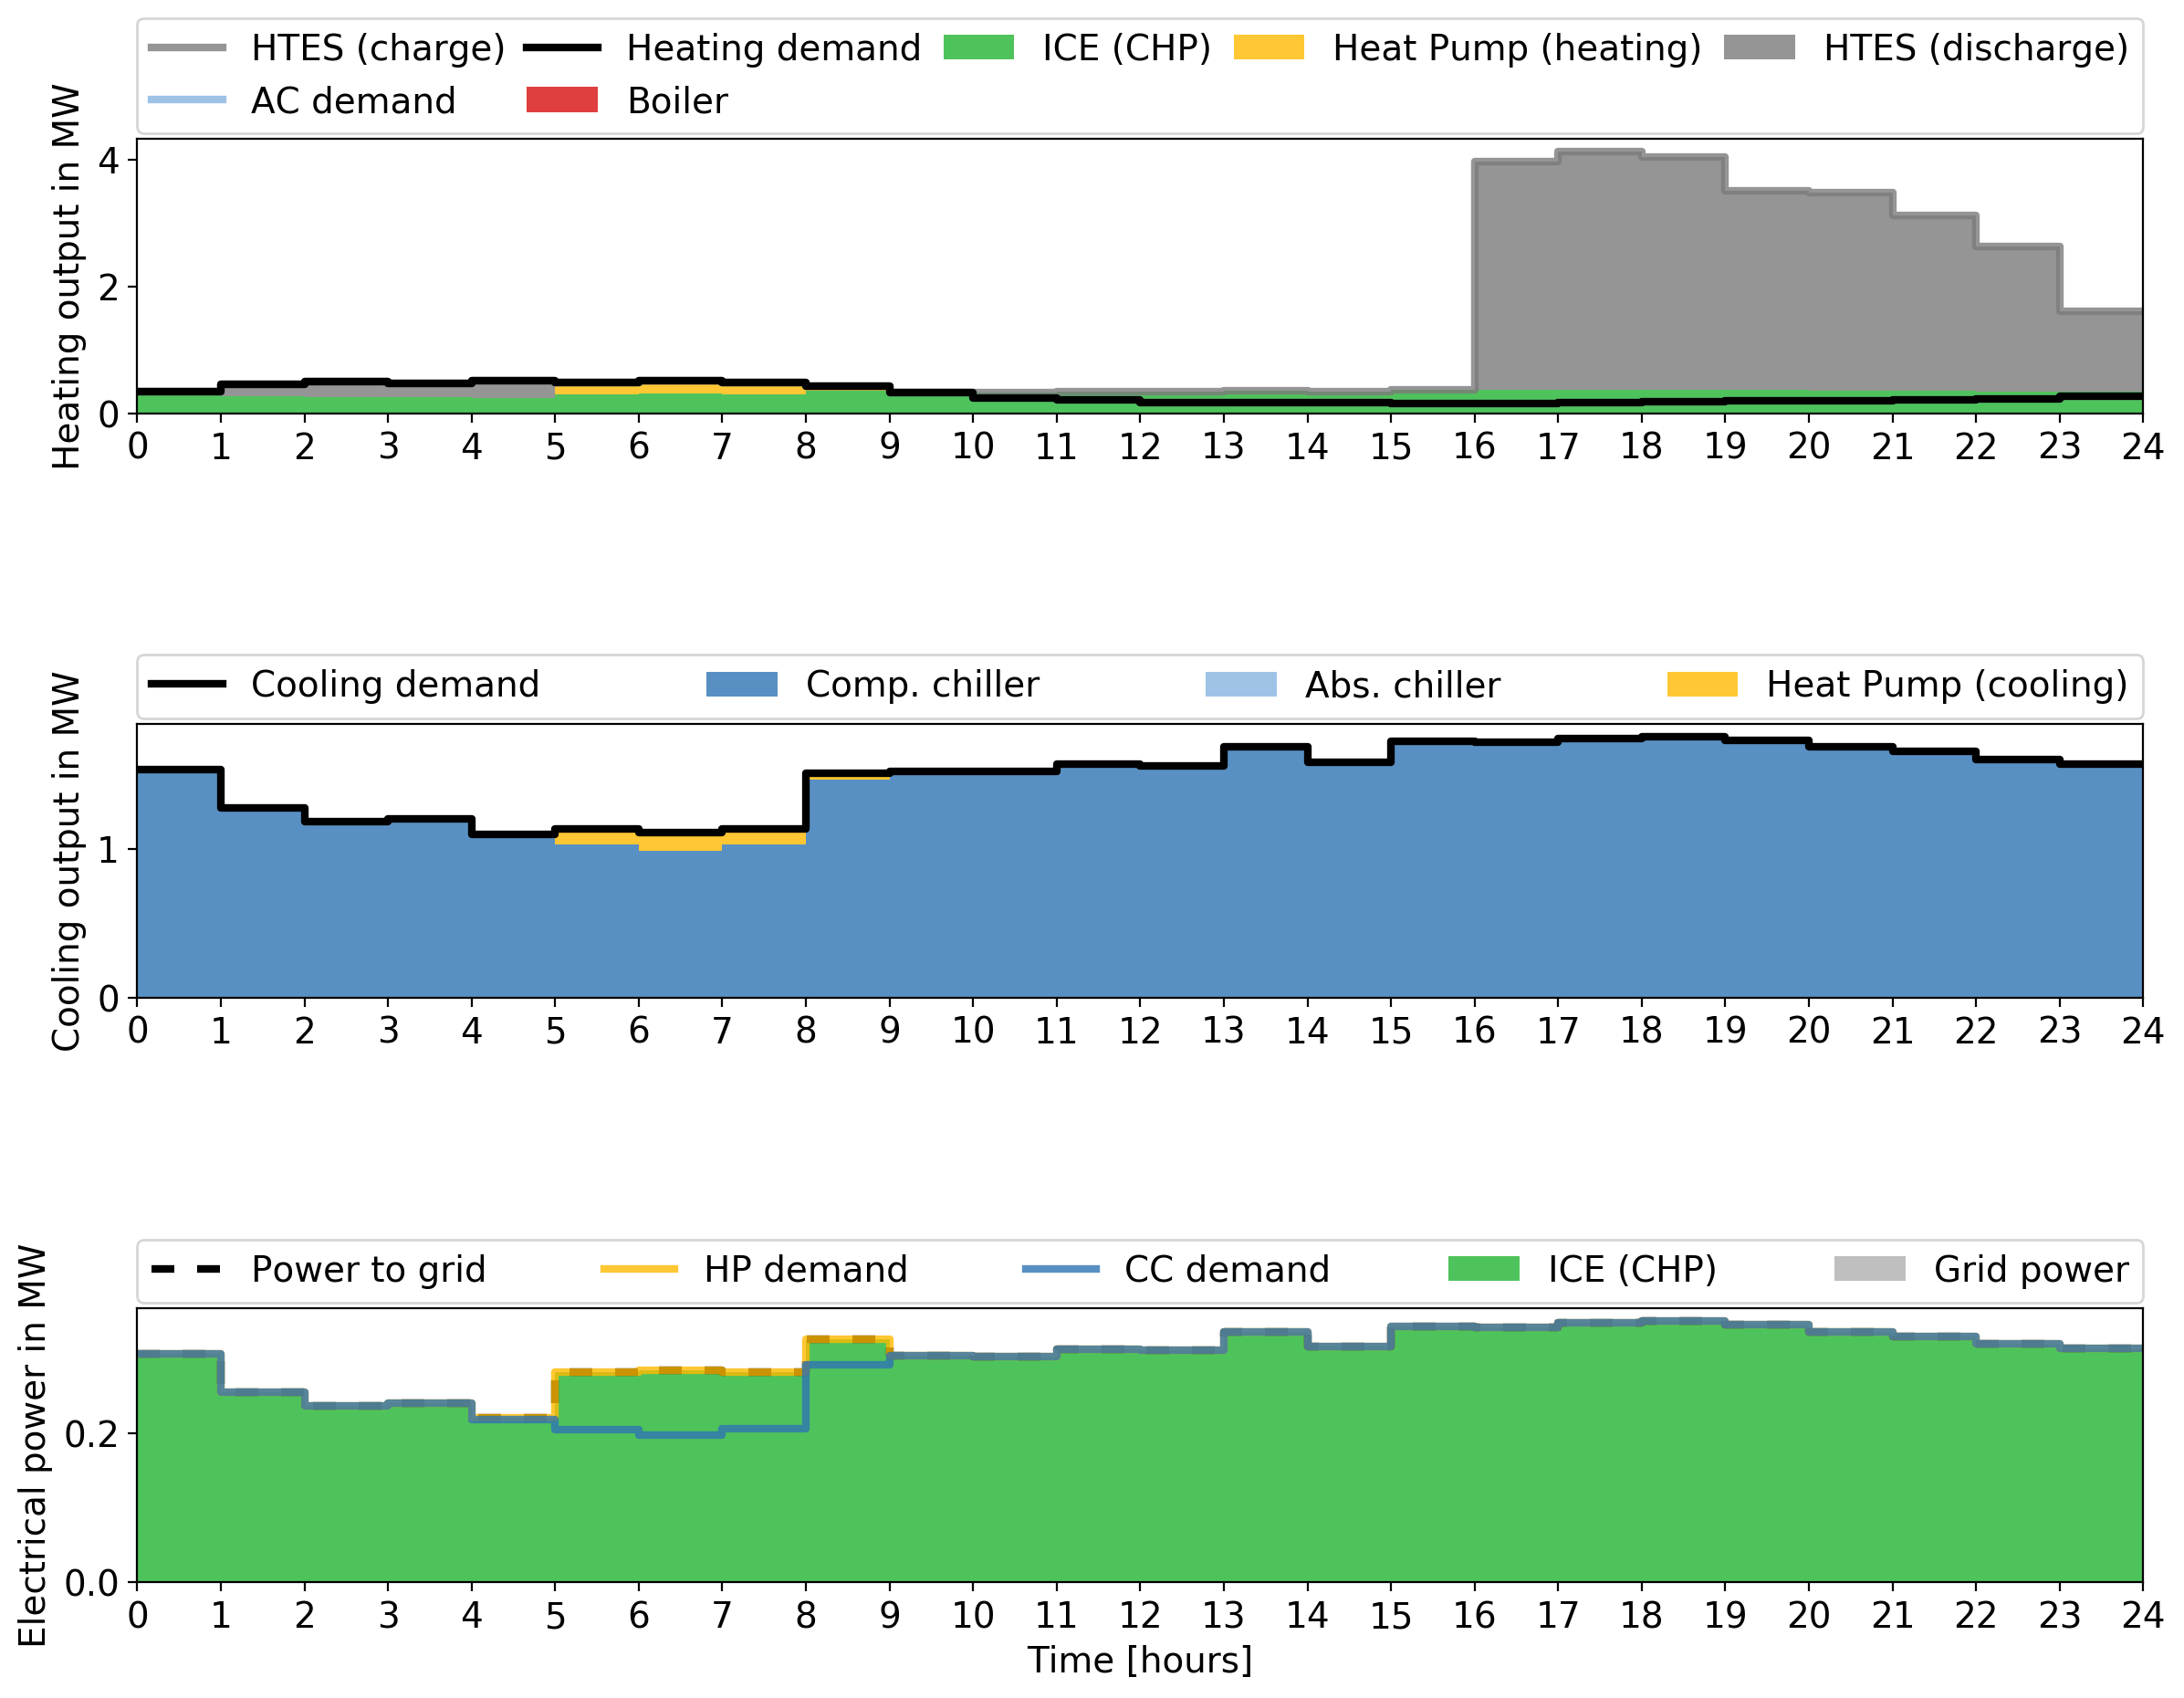 HTES (charge) Heating demand ICE (CHP) Heat Pump (heating) HTES (discharge)
AC demand Boiler
Heating output in MW
4
2
0
0 1 2 3 4 5 6 7 8 9 10 11 12 13 14 15 16 17 18 19 20 21 22 23 24
Cooling demand Comp. chiller Abs. chiller Heat Pump (cooling)
Cooling output in MW
1
0
0 1 2 3 4 5 6 7 8 9 10 11 12 13 14 15 16 17 18 19 20 21 22 23 24
Power to grid HP demand CC demand ICE (CHP) Grid power
Electrical power in MW
0.2
0.0
0 1 2 3 4 5 6 7 8 9 10 11 12 13 14 15 16 17 18 19 20 21 22 23 24
Time [hours]